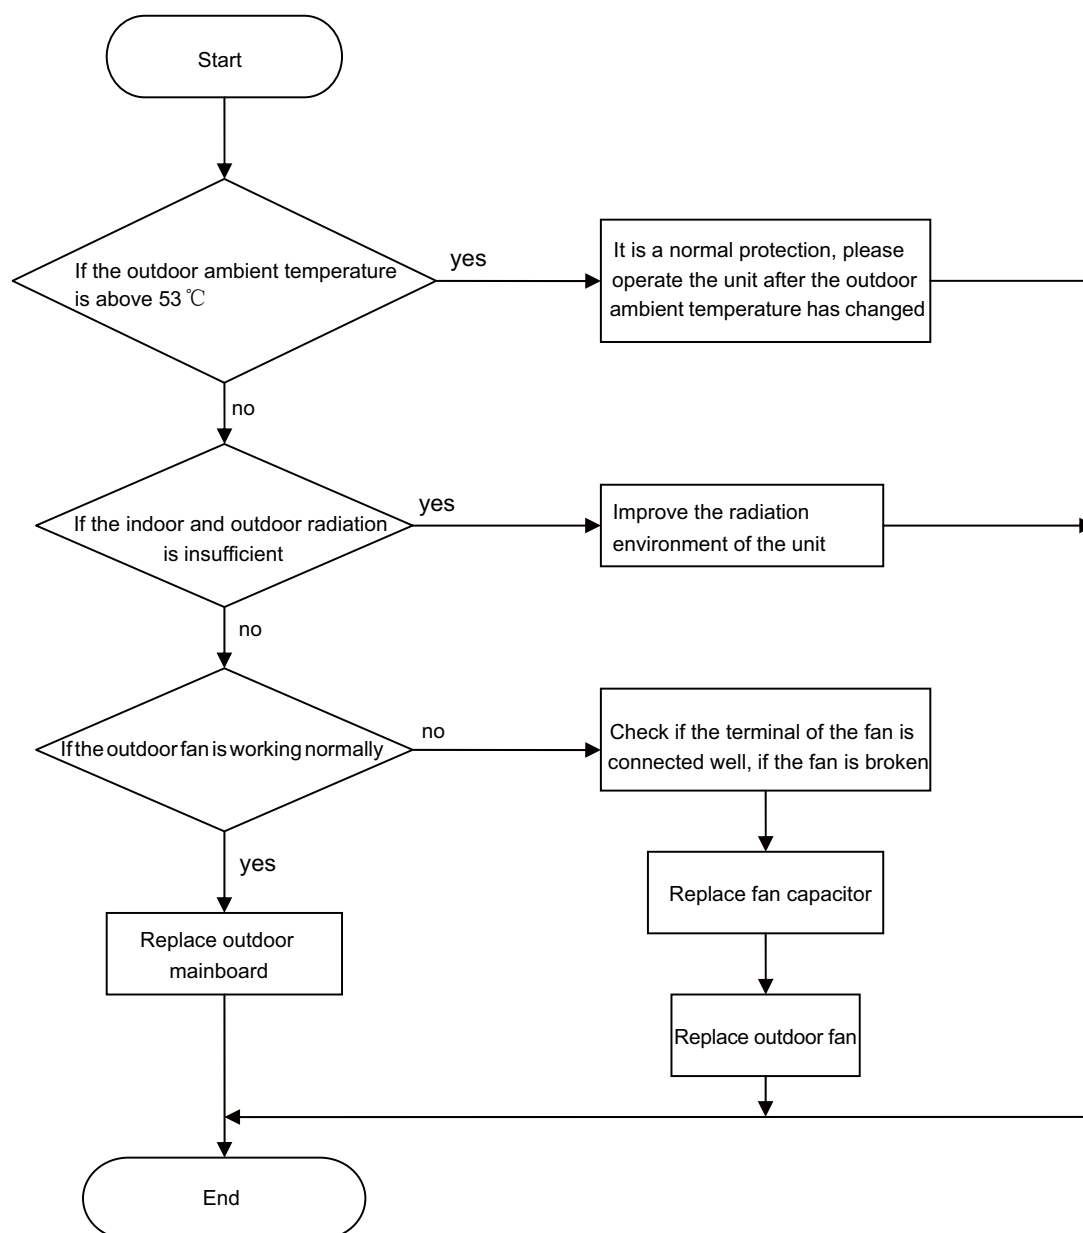 Start
If the outdoor ambient temperature
is above 53 ℃
yes
It is a normal protection, please
operate the unit after the outdoor
ambient temperature has changed
no
If the indoor and outdoor radiation
is insufficient
yes
Improve the radiation
environment of the unit
no
If the outdoor fan is working normally
no
Check if the terminal of the fan is
connected well, if the fan is broken
yes
Replace fan capacitor
Replace outdoor
mainboard
Replace outdoor fan
End